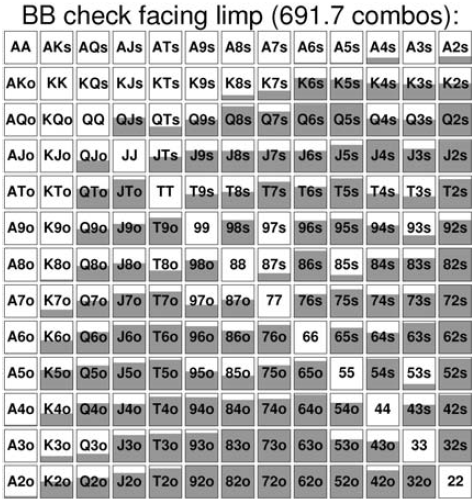 BB check facing limp (691.7 combos):
AA AKs AQs AJs ATs A9s A8s A7s A6s A5s A4s A3s A2s
AKo KK KQs KJs KTs K9s K8s K7s K6s K5s K4s K3s K2s
AQo KQo QQ QJs QTs Q9s Q8s Q7s Q6s Q5s Q4s Q3s Q2s
AJo KJo QJo JJ JTs J9s J8s J7s J6s J5s J4s J3s J2s
ATo KTo QTo JTo TT T9s T8s T7s T6s T5s T4s T3s T2s
A9o K9o Q9o J9o T9o 99 98s 97s 96s 95s 94s 93s 92s
A8o K8o Q8o J8o T8o 98o 88 87s 86s 85s 84s 83s 82s
A7o K7o Q7o J7o T7o 97o 87o 77 76s 75s 74s 73s 72s
A6o K6o Q6o J6o T6o 96o 86o 76o 66 65s 64s 63s 62s
A5o K5o Q5o J5o T5o 95o 85o 75o 65o 55 54s 53s 52s
A4o K4o Q4o J4o T4o 94o 84o 74o 64o 54o 44 43s 42s
A3o K3o Q3o J3o T3o 93o 83o 73o 63o 53o 43o 33 32s
A2o K2o Q2o J2o T2o 92o 82o 72o 62o 52o 42o 32o 22